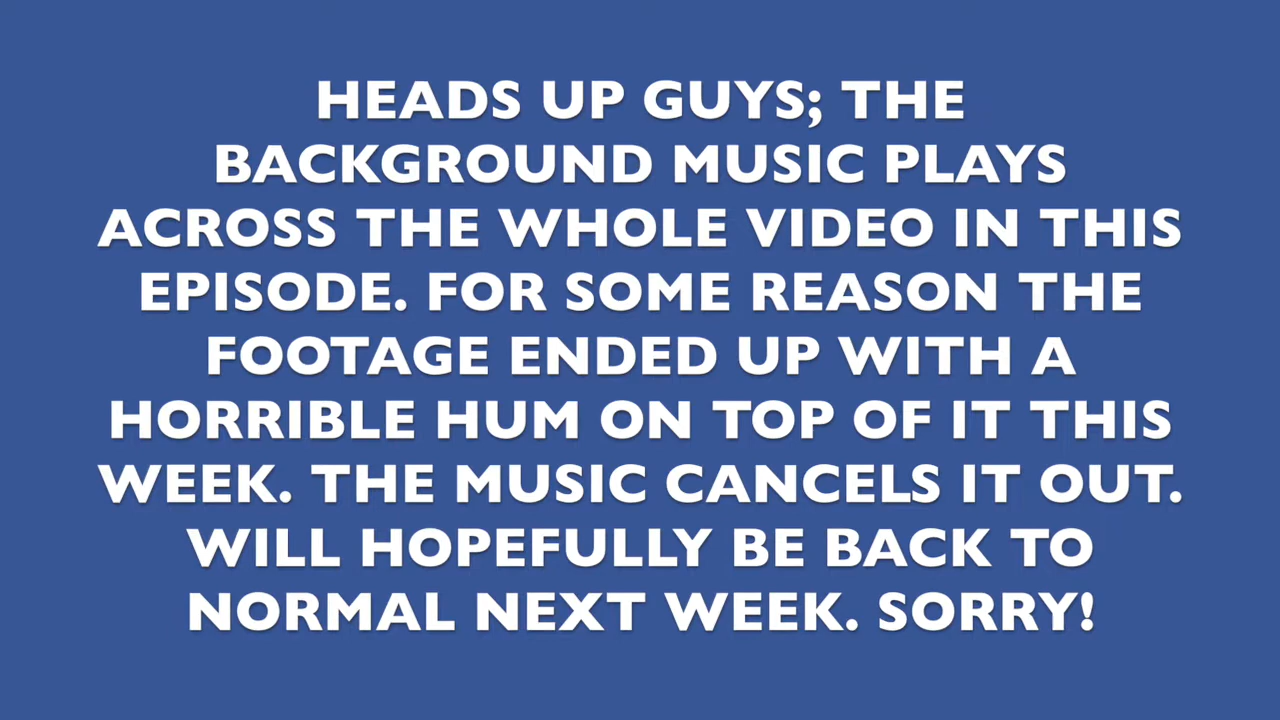 HEADS UP GUYS; THE
BACKGROUND MUSIC PLAYS
ACROSS THE WHOLE VIDEO IN THIS
EPISODE. FOR SOME REASON THE
FOOTAGE ENDED UP WITH A
HORRIBLE HUM ON TOP OF IT THIS
WEEK. THE MUSIC CANCELS IT OUT.
WILL HOPEFULLY BE BACK TO
NORMAL NEXT WEEK. SORRY!